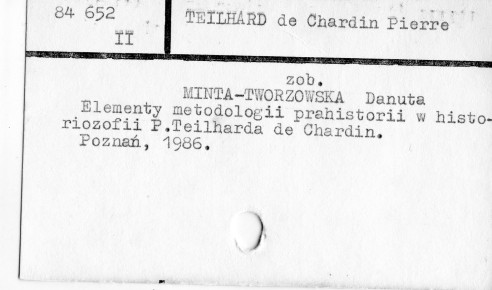 84 652
II
TEILHARD de Chardin Pierre
zob.
MINTA-TWORZOWSKA Danuta
Elementy metodologii prahistorii w histo-
riozofii P.Teilharda de Chardin.
Poznań, 1986.